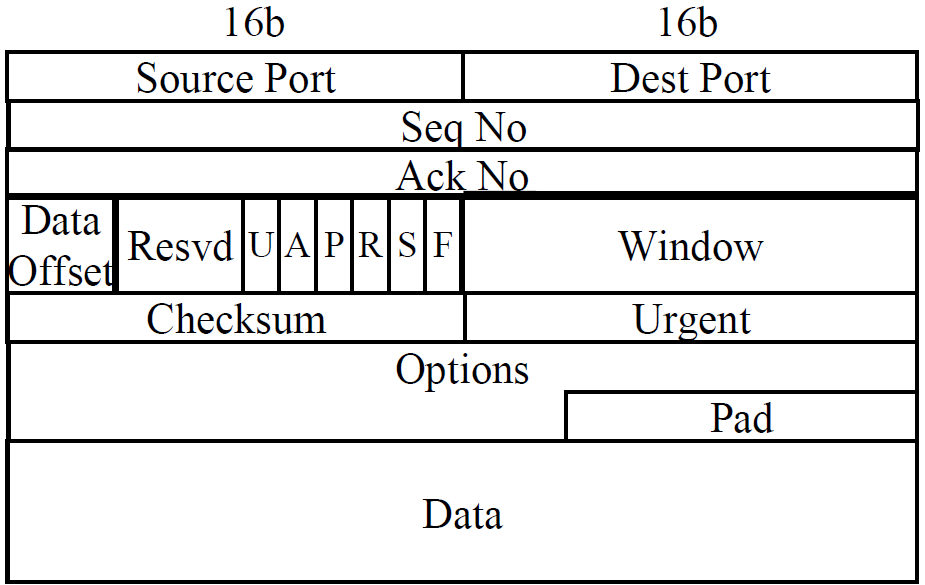 16b 16b
Source Port Dest Port
Seq No
Ack No
Data Offset Resvd U A P R S F Window
Checksum Urgent
Options
Pad
Data